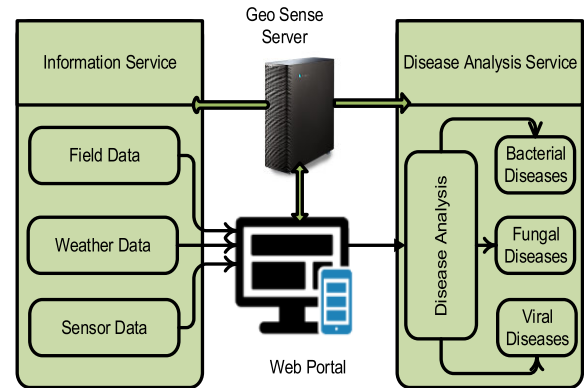 Geo Sense
Server
Information Service
Disease Analysis Service
Field Data
Weather Data
Sensor Data
Web Portal
Disease Analysis
Bacterial
Diseases
Fungal
Diseases
Viral
Diseases